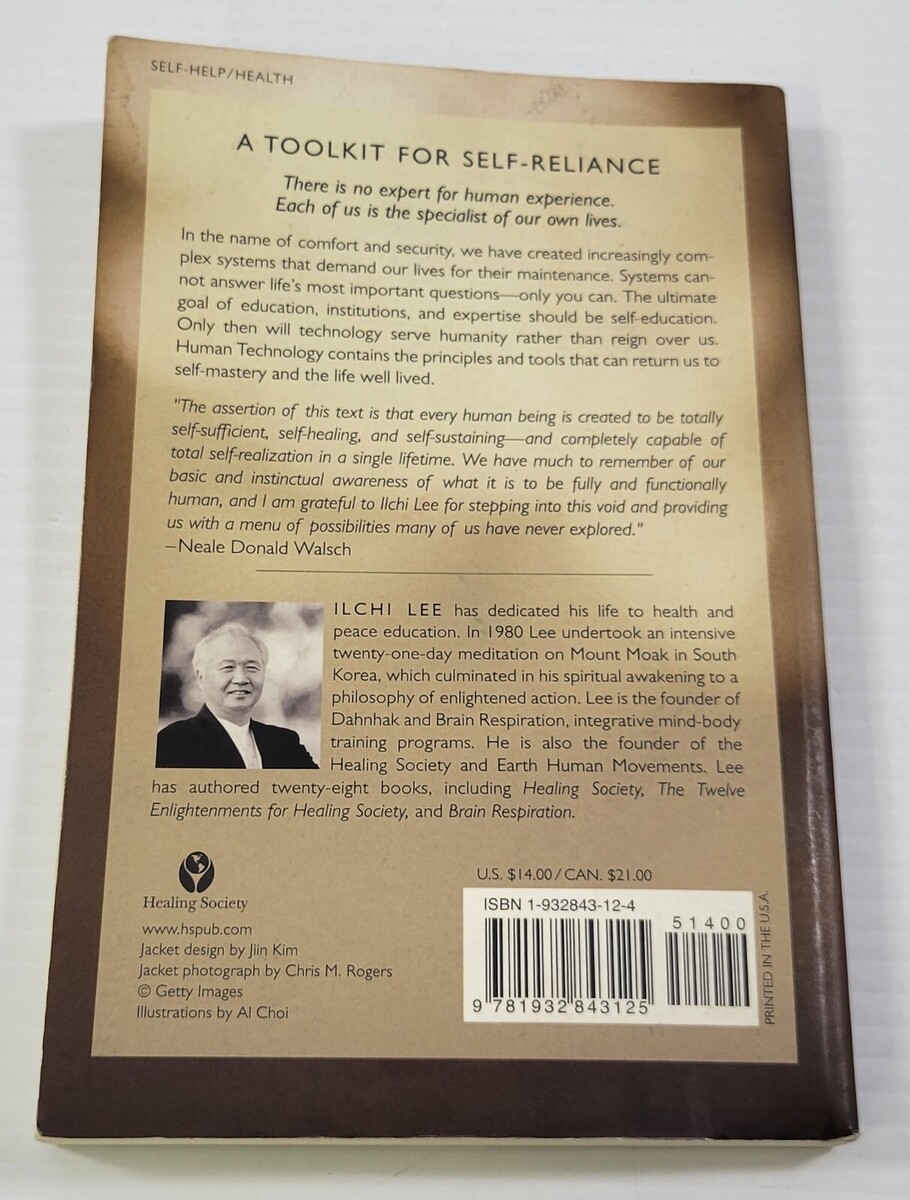 SELF-HELP/HEALTH
A TOOLKIT FOR SELF-RELIANCE
There is no expert for human experience.
Each of us is the specialist of our own lives.
In the name of comfort and security, we have created increasingly com-
plex systems that demand our lives for their maintenance. Systems can-
not answer life's most important questions—only you can. The ultimate
goal of education, institutions, and expertise should be self-education.
Only then will technology serve humanity rather than reign over us.
Human Technology contains the principles and tools that can return us to
self-mastery and the life well lived.
"The assertion of this text is that every human being is created to be totally
self-sufficient, self-healing, and self-sustaining—and completely capable of
total self-realization in a single lifetime. We have much to remember of our
basic and instinctual awareness of what it is to be fully and functionally
human, and I am grateful to Ilchi Lee for stepping into this void and providing
us with a menu of possibilities many of us have never explored."
—Neale Donald Walsch
ILCHI LEE has dedicated his life to health and
peace education. In 1980 Lee undertook an intensive
twenty-one-day meditation on Mount Moak in South
Korea, which culminated in his spiritual awakening to a
philosophy of enlightened action. Lee is the founder of
Dahnhak and Brain Respiration, integrative mind-body
training programs. He is also the founder of the
Healing Society and Earth Human Movements. Lee
has authored twenty-eight books, including Healing Society, The Twelve
Enlightenments for Healing Society, and Brain Respiration.
Healing Society
www.hspub.com
Jacket design by Jiin Kim
Jacket photograph by Chris M. Rogers
© Getty Images
Illustrations by Al Choi
U.S. $14.00 / CAN. $21.00
ISBN 1-932843-12-4
51400
9 781932 843125
PRINTED IN THE U.S.A.